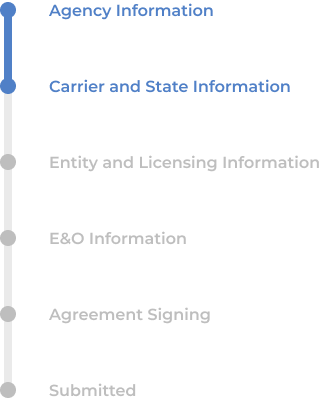 Agency Information
Carrier and State Information
Entity and Licensing Information
E&O Information
Agreement Signing
Submitted